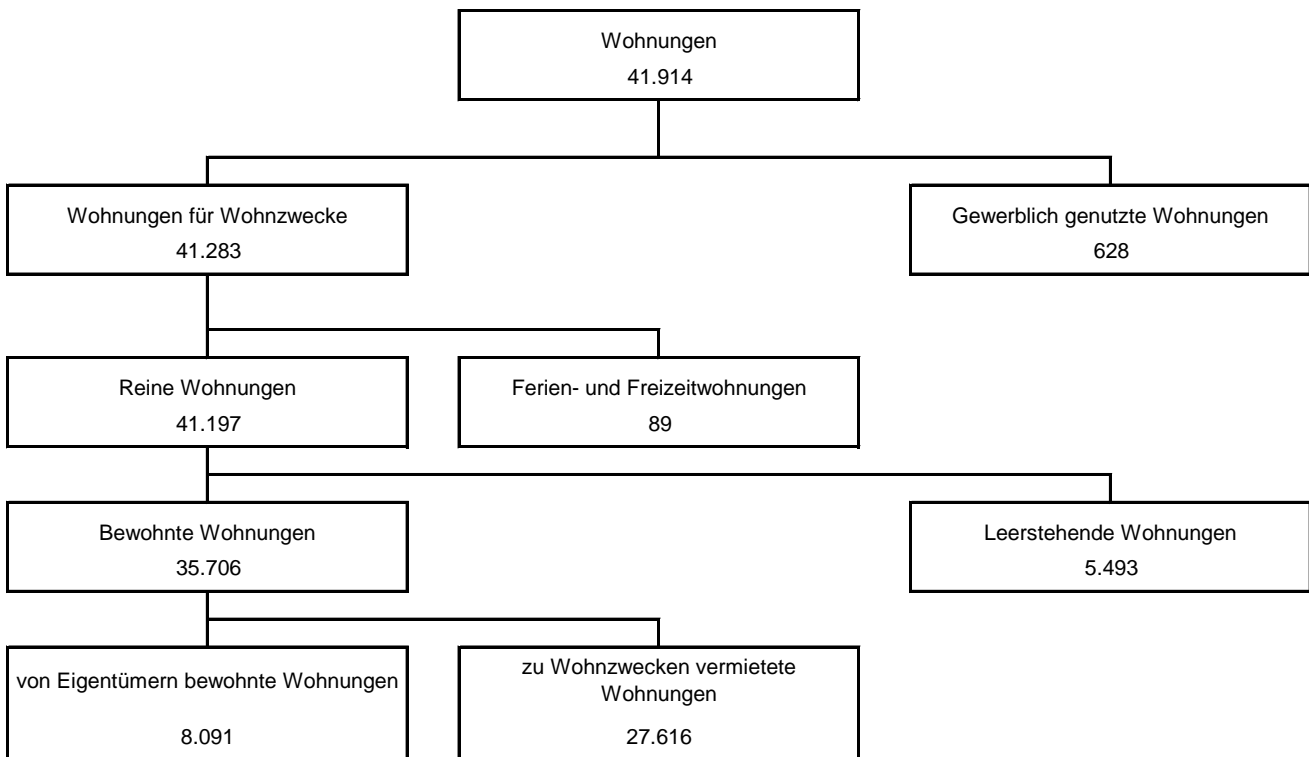 Wohnungen
41.914
Wohnungen für Wohnzwecke
41.283
Gewerblich genutzte Wohnungen
628
Reine Wohnungen
41.197
Ferien- und Freizeitwohnungen
89
Bewohnte Wohnungen
35.706
Leerstehende Wohnungen
5.493
von Eigentümern bewohnte Wohnungen
8.091
zu Wohnzwecken vermietete
Wohnungen
27.616